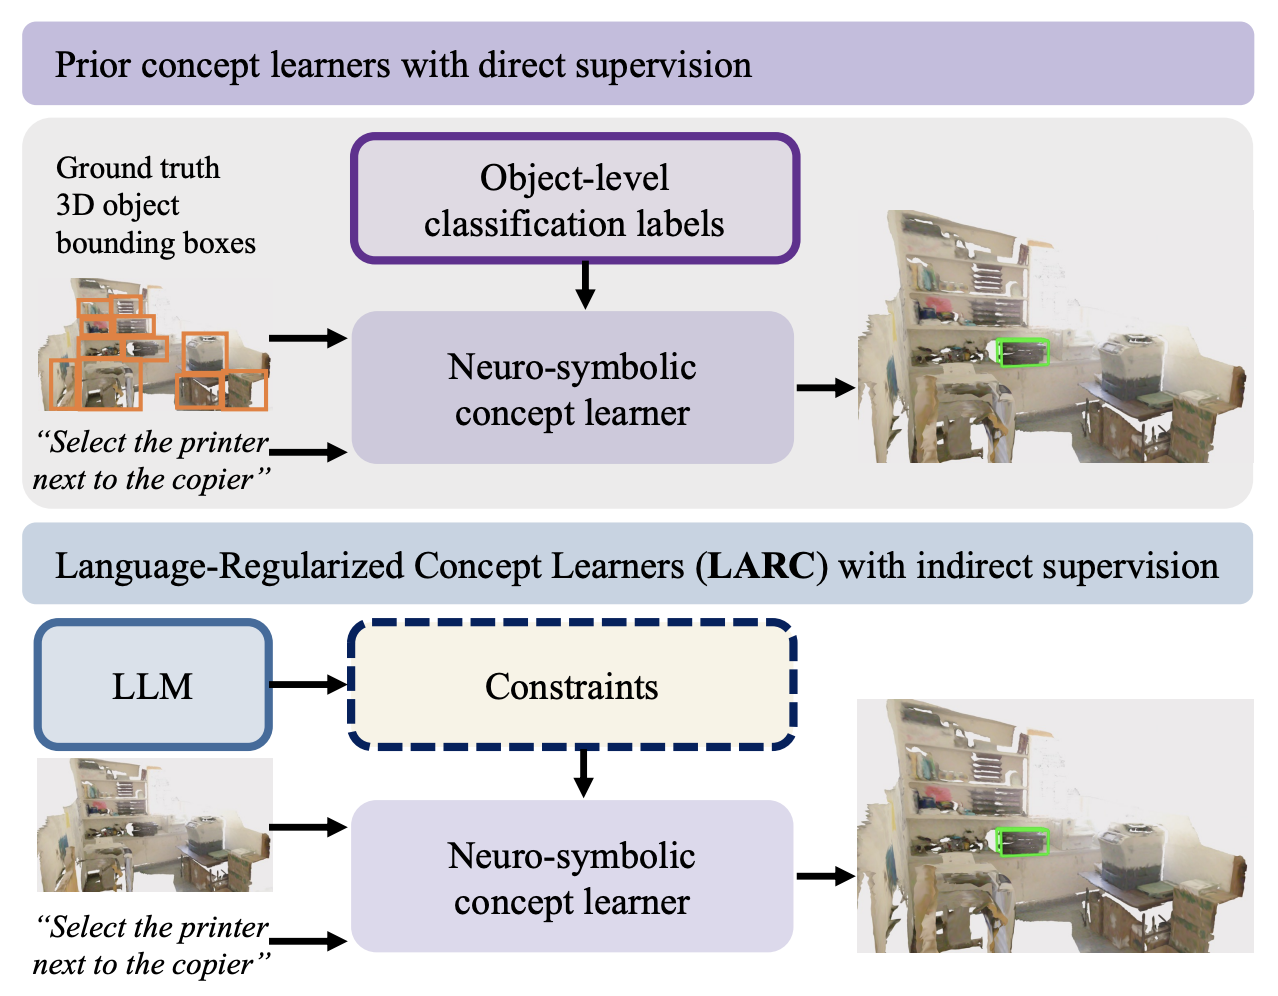 Prior concept learners with direct supervision
Ground truth
3D object
bounding boxes
Object-level
classification labels
Neuro-symbolic
concept learner
“Select the printer
next to the copier”
Language-Regularized Concept Learners (LARC) with indirect supervision
LLM
Constraints
Neuro-symbolic
concept learner
“Select the printer
next to the copier”